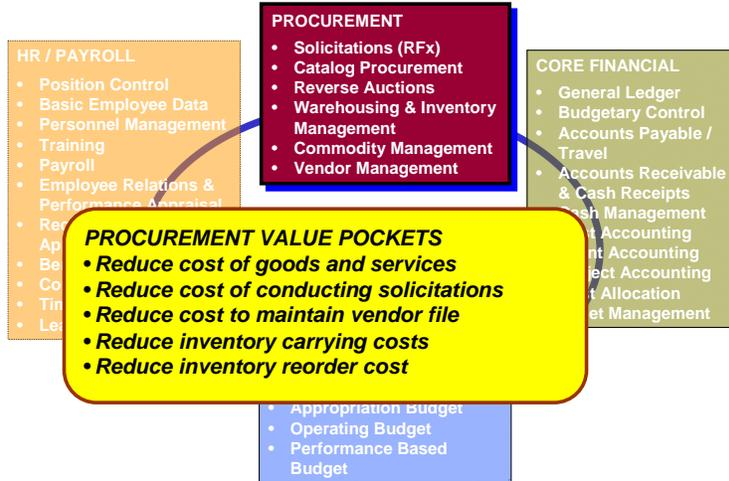 PROCUREMENT
• Solicitations (RFx)
• Catalog Procurement
• Reverse Auctions
• Warehousing & Inventory
Management
• Commodity Management
• Vendor Management
HR / PAYROLL
• Position Control
• Basic Employee Data
• Personnel Management
• Training
• Payroll
• Employee Relations &
Performance Appraisal
CORE FINANCIAL
• General Ledger
• Budgetary Control
• Accounts Payable /
Travel
• Accounts Receivable
& Cash Receipts
Management
Accounting
Accounting
Accounting
Allocation
Management
PROCUREMENT VALUE POCKETS
• Reduce cost of goods and services
• Reduce cost of conducting solicitations
• Reduce cost to maintain vendor file
• Reduce inventory carrying costs
• Reduce inventory reorder cost
• Appropriation Budget
• Operating Budget
• Performance Based
Budget